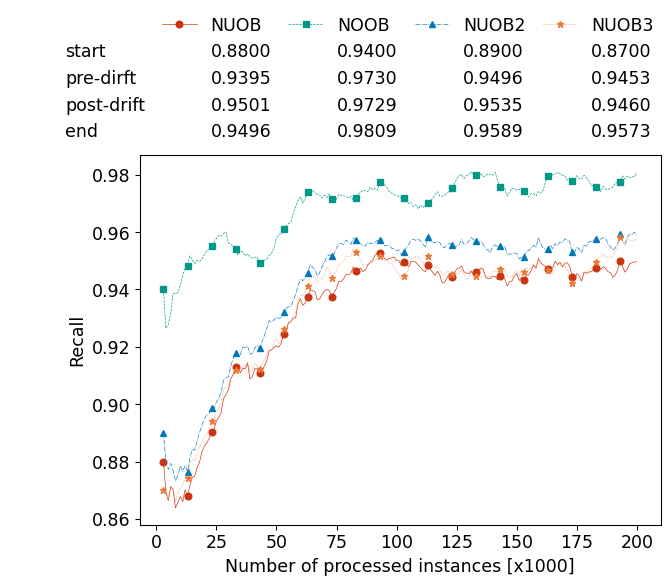 NUOB NOOB NUOB2 NUOB3
start 0.8800 0.9400 0.8900 0.8700
pre-dirft 0.9395 0.9730 0.9496 0.9453
post-drift 0.9501 0.9729 0.9535 0.9460
end 0.9496 0.9809 0.9589 0.9573
0.98
0.96
0.94
0.92
0.90
0.88
0.86
Recall
0 25 50 75 100 125 150 175 200
Number of processed instances [x1000]